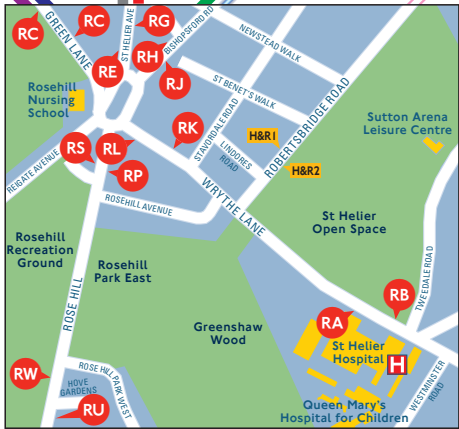 RC
RC
RG
GREEN LANE
ST HELIER AVE
BISHOPSFORD RD
RE
RH
RJ
NEWSTEAD WALK
ST BENET'S WALK
ROBERTSBRIDGE ROAD
Rosehill
Nursing
School
Sutton Arena
Leisure Centre
STAVORDALE ROAD
RK
H&R1
RS
RL
LINDORES
ROAD
H&R2
REIGATE AVENUE
RP
WRYTHE LANE
ROSEHILL AVENUE
St Helier
Open Space
Rosehill
Recreation
Ground
Rosehill
Park East
TWEEDALE ROAD
ROSE HILL
Greenshaw
Wood
RB
RA
St Helier
Hospital
H
RW
ROSE HILL PARK WEST
HOVE
GARDENS
RU
WESTMINSTER
ROAD
Queen Mary's
Hospital for Children